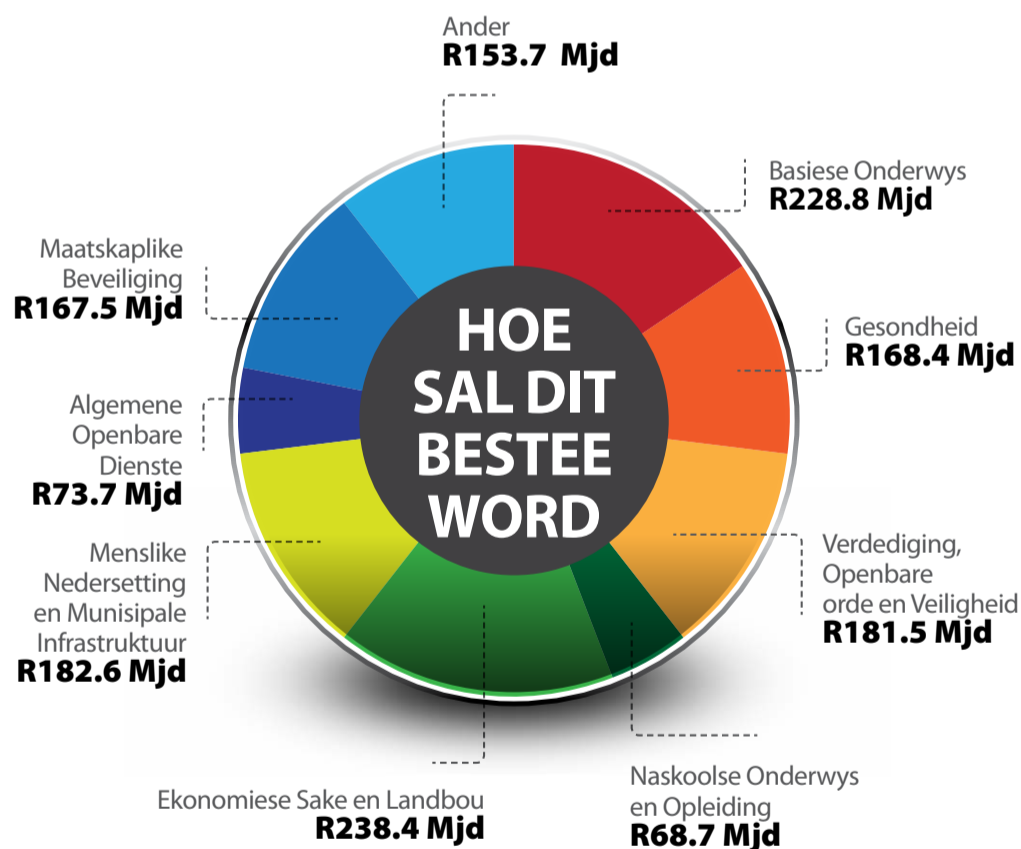 Ander
R153.7 Mjd
Basiese Onderwys
R228.8 Mjd
Maatskaplike
Beveiliging
R167.5 Mjd
HOE
SAL DIT
BESTEE
WORD
Gesondheid
R168.4 Mjd
Algemene
Openbare
Dienste
R73.7 Mjd
Verdediging,
Openbare
orde en Veiligheid
R181.5 Mjd
Menslike
Nedersetting
en Munisipale
Infrastruktuur
R182.6 Mjd
Naskoolse Onderwys
en Opleiding
R68.7 Mjd
Ekonomiese Sake en Landbou
R238.4 Mjd